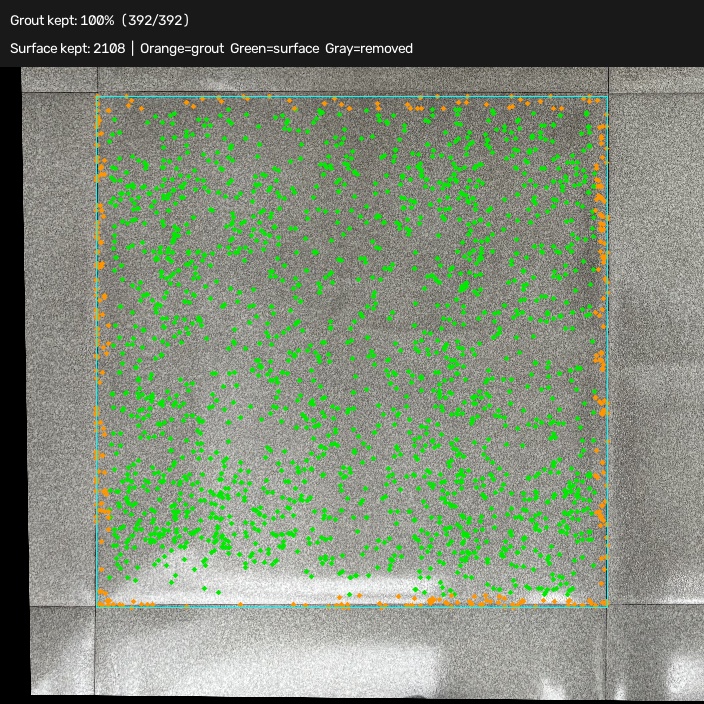 Grout kept: 100% (392/392)
Surface kept: 2108 | Orange=grout Green=surface Gray=removed